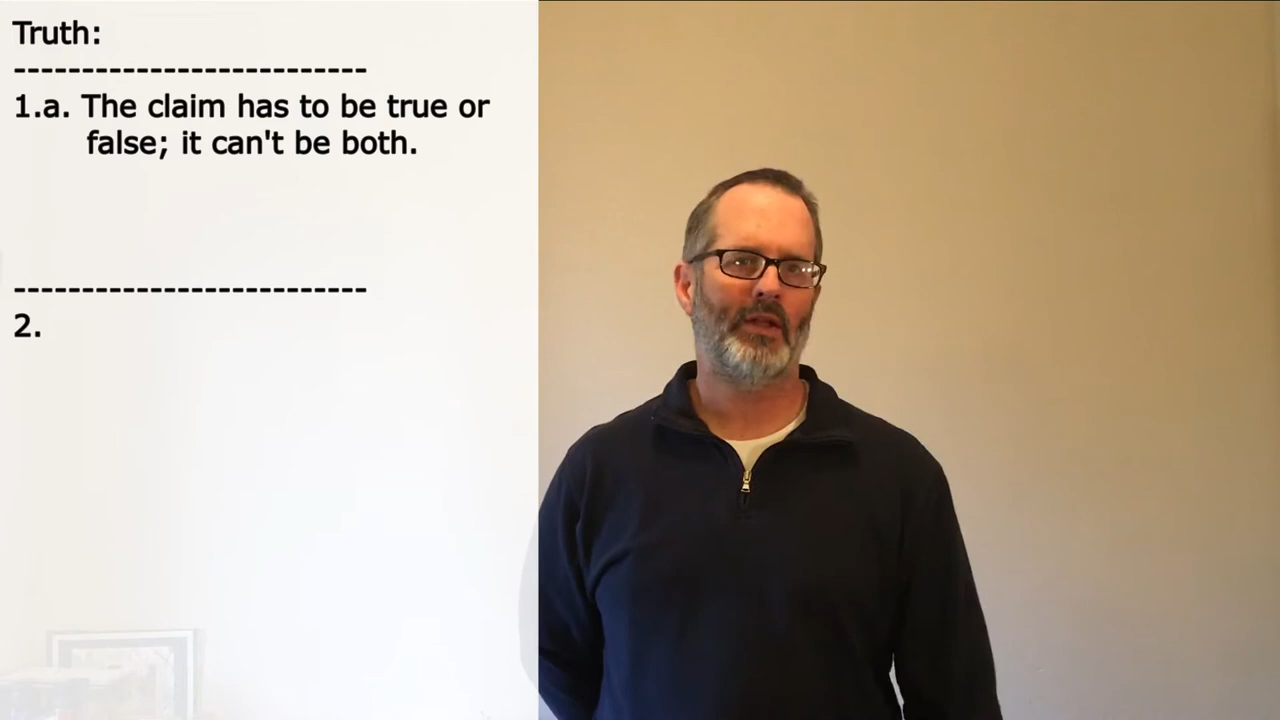 Truth:
--------------------------
1.a. The claim has to be true or
false; it can't be both.
--------------------------
2.